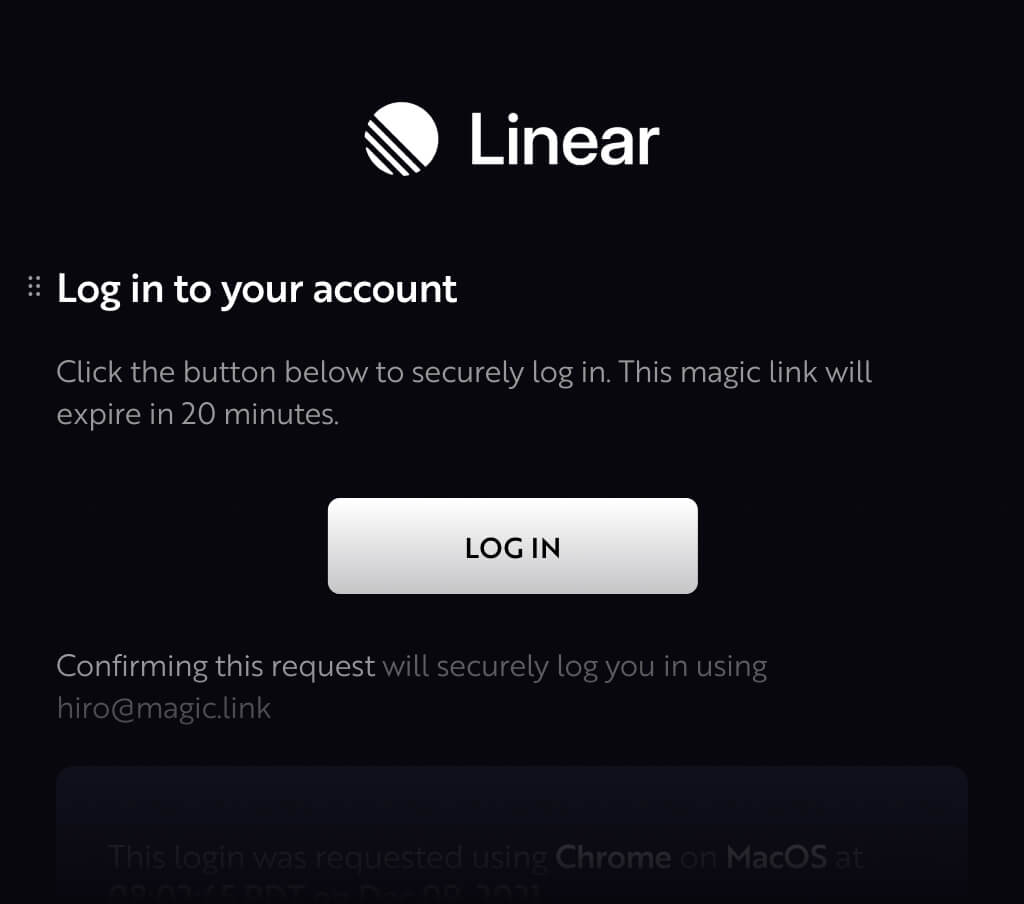 Linear
Log in to your account
Click the button below to securely log in. This magic link will
expire in 20 minutes.
LOG IN
Confirming this request will securely log you in using
hiro@magic.link
This login was requested using Chrome on MacOS at